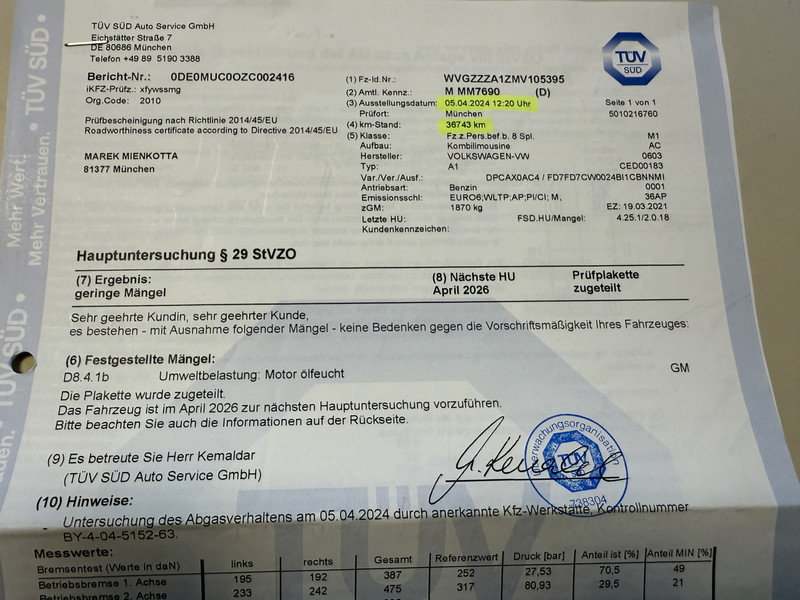 TÜV SÜD Auto Service GmbH
Eichstätter Straße 7
DE 80686 München
Telefon +49 89 5190 3388
Bericht-Nr.: 0DE0MUC0OZC002416
iKFZ-Prüfz.: xfywssmg
Org.Code: 2010
Prüfbescheinigung nach Richtlinie 2014/45/EU
Roadworthiness certificate according to Directive 2014/45/EU
MAREK MIENKOTTA
81377 München
(1) Fz-Id.Nr.: WVGZZZA1ZMV105395
(2) Amtl. Kennz.: M MM7690 (D)
(3) Ausstellungsdatum: 05.04.2024 12:20 Uhr
Prüfort: München
(4) km-Stand: 36743 km
(5) Klasse: Fz.z.Pers.bef.b. 8 Spl. M1
Aufbau: Kombilimousine AC
Hersteller: VOLKSWAGEN-VW 0603
Typ: A1 CED00183
Var./Ver./Ausf.: DPCAX0AC4 / FD7FD7CW0024BI1CBNNMI
Antriebsart: Benzin 0001
Emissionsschl.: EURO6;WLTP;AP;PI/CI; M, 36AP
zGM: 1870 kg EZ: 19.03.2021
Letzte HU: FSD.HU/Mangel: 4.25.1/2.0.18
Kundenkennzeichen:
TÜV
SÜD
Seite 1 von 1
5010216760
Hauptuntersuchung § 29 StVZO
(7) Ergebnis: (8) Nächste HU Prüfplakette
geringe Mängel April 2026 zugeteilt
Sehr geehrte Kundin, sehr geehrter Kunde,
es bestehen - mit Ausnahme folgender Mängel - keine Bedenken gegen die Vorschriftsmäßigkeit Ihres Fahrzeuges:
(6) Festgestellte Mängel:
D8.4.1b Umweltbelastung: Motor ölfeucht GM
Die Plakette wurde zugeteilt.
Das Fahrzeug ist im April 2026 zur nächsten Hauptuntersuchung vorzuführen.
Bitte beachten Sie auch die Informationen auf der Rückseite.
(9) Es betreute Sie Herr Kemaldar
(TÜV SÜD Auto Service GmbH)
TÜV
738304
(10) Hinweise:
Untersuchung des Abgasverhaltens am 05.04.2024 durch anerkannte Kfz-Werkstätte, Kontrollnummer
BY-4-04-5152-63.
Messwerte:
Bremsentest (Werte in daN) links rechts Gesamt Referenzwert Druck [bar] Anteil ist [%] Anteil MIN [%]
Betriebsbremse 1. Achse 195 192 387 252 27,53 70,5 49
Betriebsbremse 2. Achse 233 242 475 317 80,93 29,5 21
Mehr Wert.
Mehr Vertrauen.
TÜV SÜD